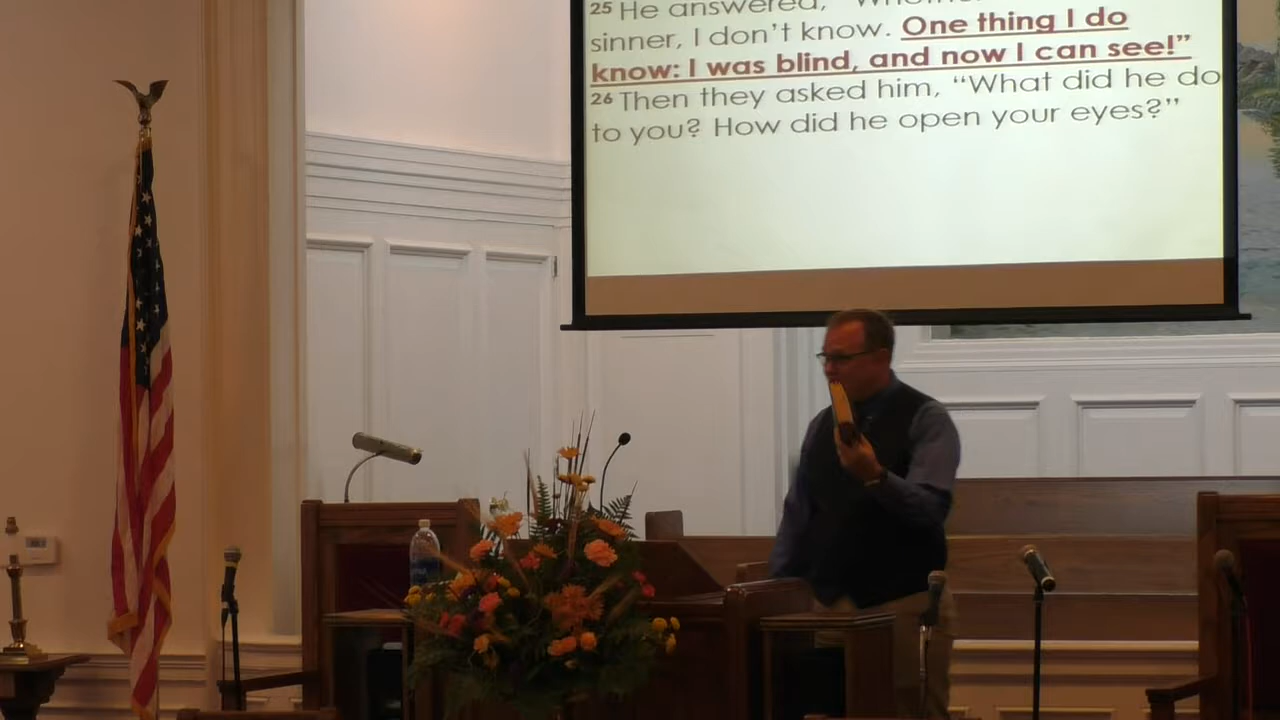 25 He answered,
sinner, I don't know. One thing I do
know: I was blind, and now I can see!”
26 Then they asked him, “What did he do
to you? How did he open your eyes?”